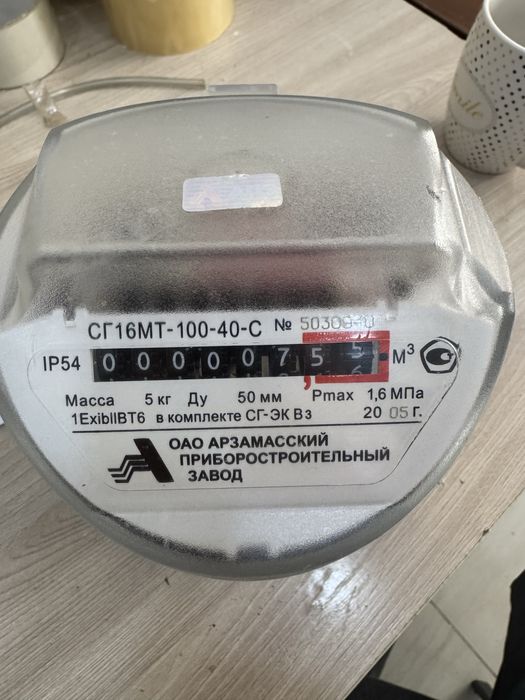 СГ16МТ-100-40-С №
IP54 0 0 0 0 0 7 5 м³
Масса 5 кг Ду 50 мм Pmax 1,6 МПа
1ExibIIBT6 в комплекте СГ-ЭК Вз 20 05 г.
ОАО АРЗАМАССКИЙ
ПРИБОРОСТРОИТЕЛЬНЫЙ
ЗАВОД